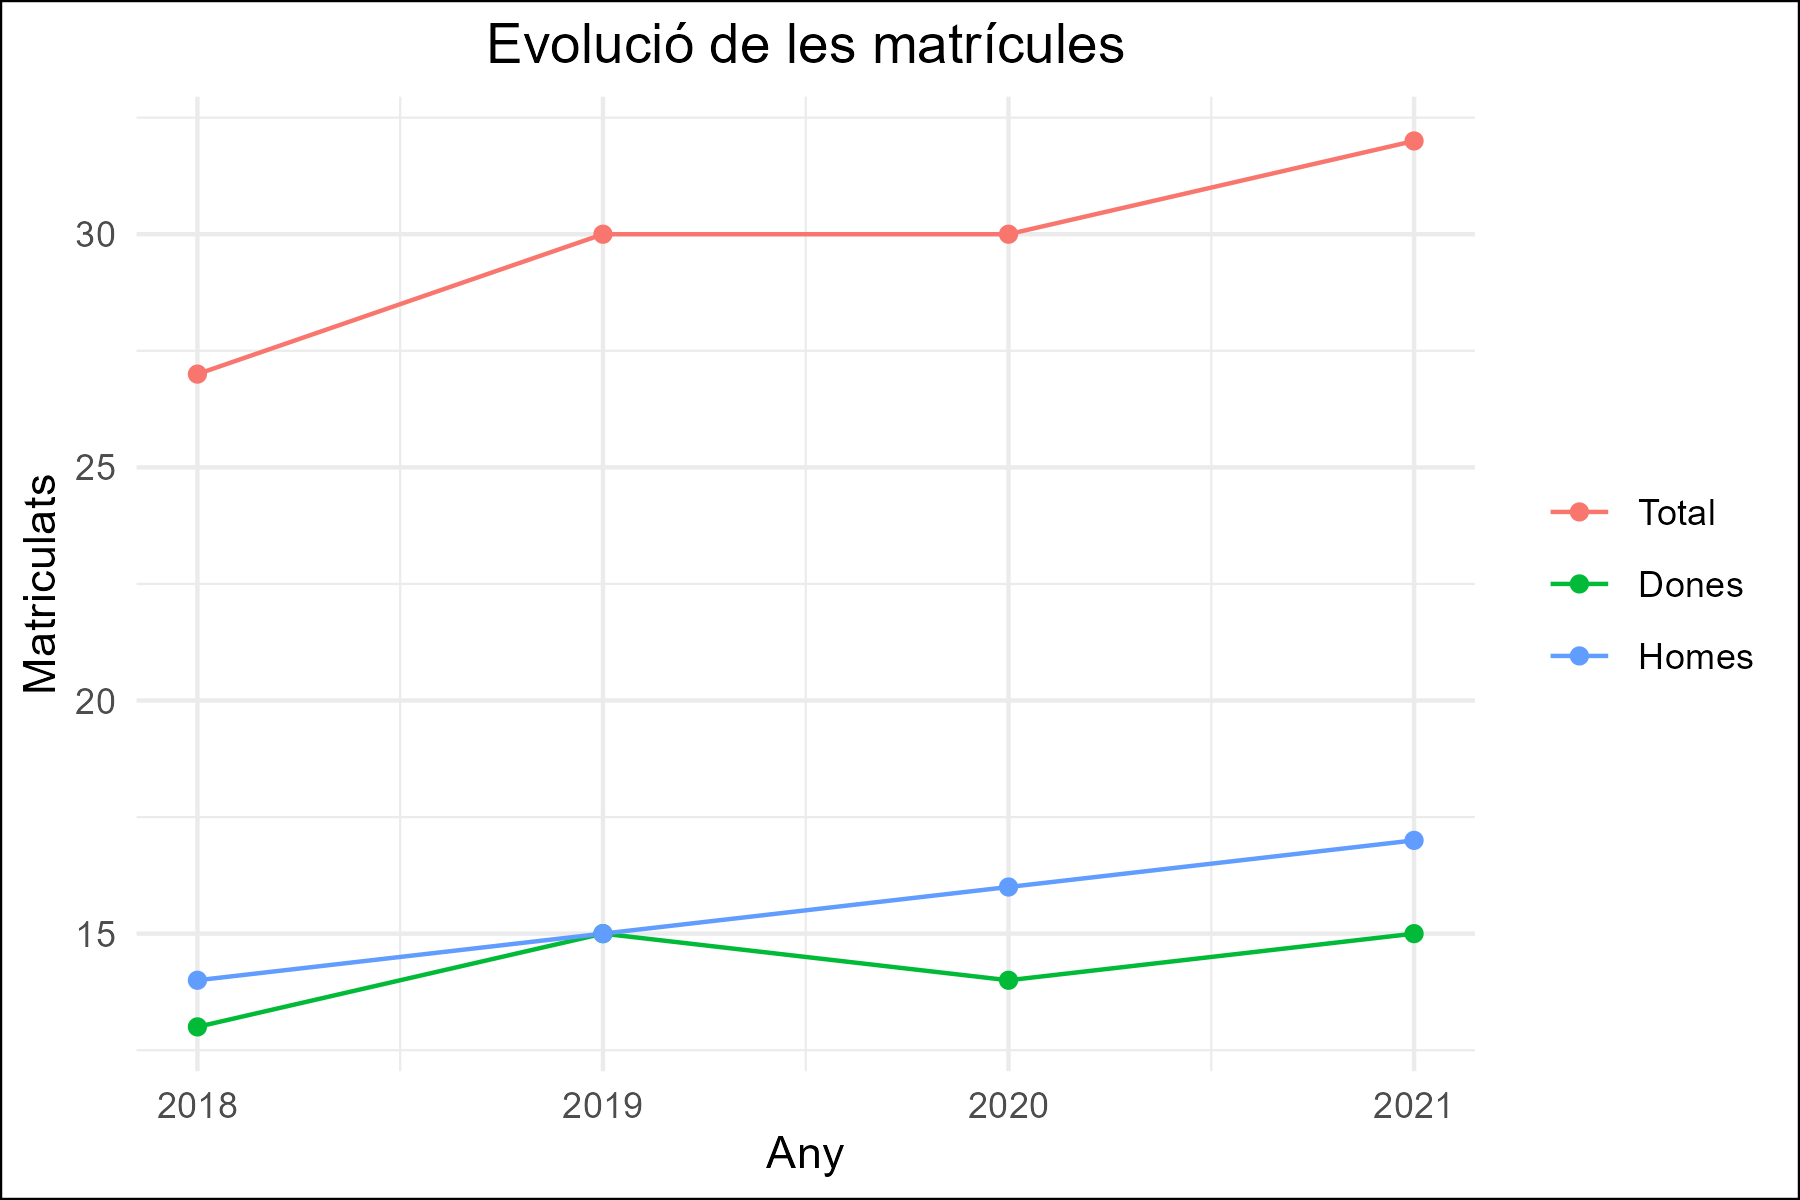 Evolució de les matrícules
Matriculats
30
25
20
15
2018
2019
2020
2021
Any
Total
Dones
Homes